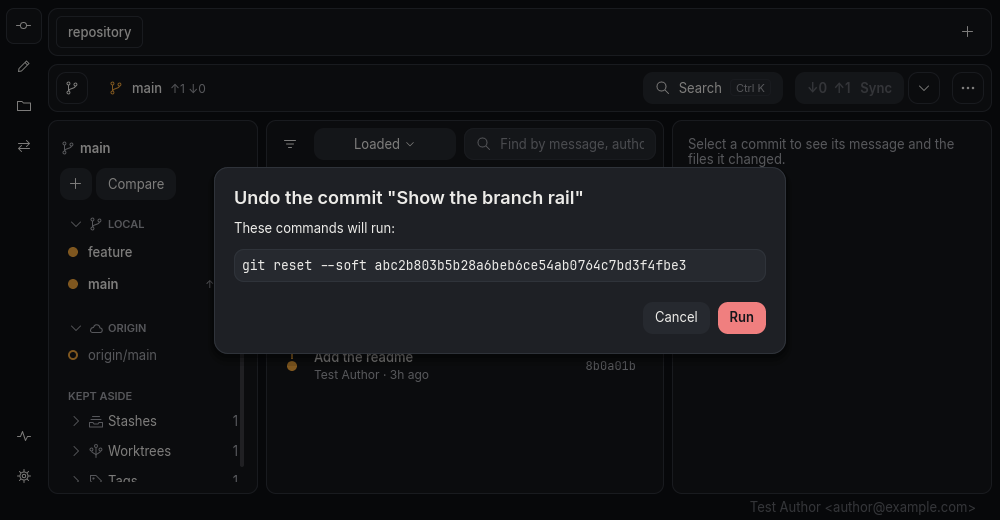 repository
main ↑1 ↓0
Search Ctrl K
↓0 ↑1 Sync
main
Compare
LOCAL
feature
main
ORIGIN
origin/main
KEPT ASIDE
Stashes 1
Worktrees 1
Tags 1
Loaded
Find by message, autho
Select a commit to see its message and the
files it changed.
Undo the commit "Show the branch rail"
These commands will run:
git reset --soft abc2b803b5b28a6beb6ce54ab0764c7bd3f4fbe3
Cancel
Run
Add the readme
Test Author · 3h ago
8b0a01b
Test Author <author@example.com>